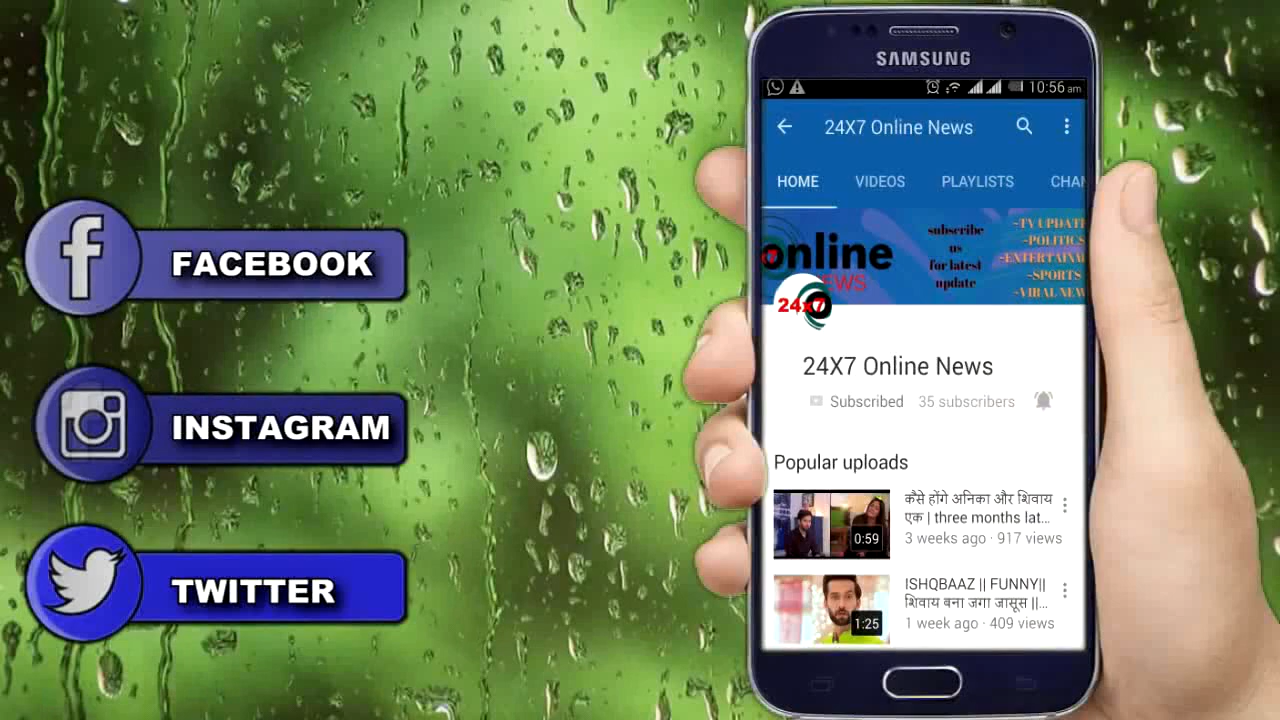 FACEBOOK
INSTAGRAM
TWITTER
SAMSUNG
10:56 am
24X7 Online News
HOME VIDEOS PLAYLISTS CHAN
online
NEWS
24x7
subscribe
us
for latest
update
~TV UPDATE
~POLITICS
~ENTERTAINM
~SPORTS
~VIRAL NEW
24X7 Online News
Subscribed 35 subscribers
Popular uploads
कैसे होंगे अनिका और शिवाय
एक | three months lat...
3 weeks ago · 917 views
0:59
ISHQBAAZ || FUNNY||
शिवाय बना जगा जासूस ||...
1 week ago · 409 views
1:25